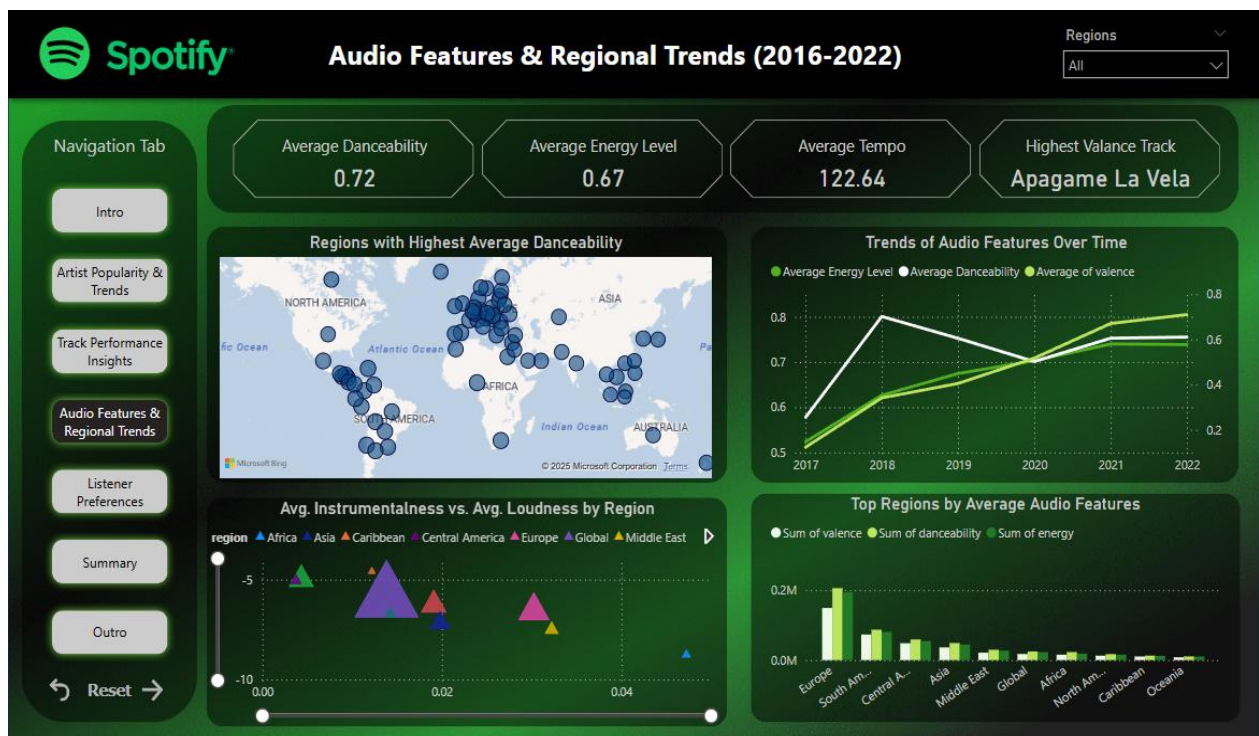 Spotify
Audio Features & Regional Trends (2016-2022)
Regions
All
Navigation Tab
Intro
Artist Popularity &
Trends
Track Performance
Insights
Audio Features &
Regional Trends
Listener
Preferences
Summary
Outro
Reset
Average Danceability
0.72
Average Energy Level
0.67
Average Tempo
122.64
Highest Valance Track
Apagame La Vela
Regions with Highest Average Danceability
NORTH AMERICA
ASIA
fic Ocean
Atlantic Ocean
Pa
AFRICA
SOUTH AMERICA
Indian Ocean
AUSTRALIA
Microsoft Bing
© 2025 Microsoft Corporation Terms
Trends of Audio Features Over Time
Average Energy Level Average Danceability Average of valence
0.8
0.8
0.7
0.6
0.6
0.4
0.5
0.2
2017 2018 2019 2020 2021 2022
Avg. Instrumentalness vs. Avg. Loudness by Region
region Africa Asia Caribbean Central America Europe Global Middle East
-5
-10
0.00 0.02 0.04
Top Regions by Average Audio Features
Sum of valence Sum of danceability Sum of energy
0.2M
0.0M
Europe
South Am...
Central A...
Asia
Middle East
Global
Africa
North Am...
Caribbean
Oceania